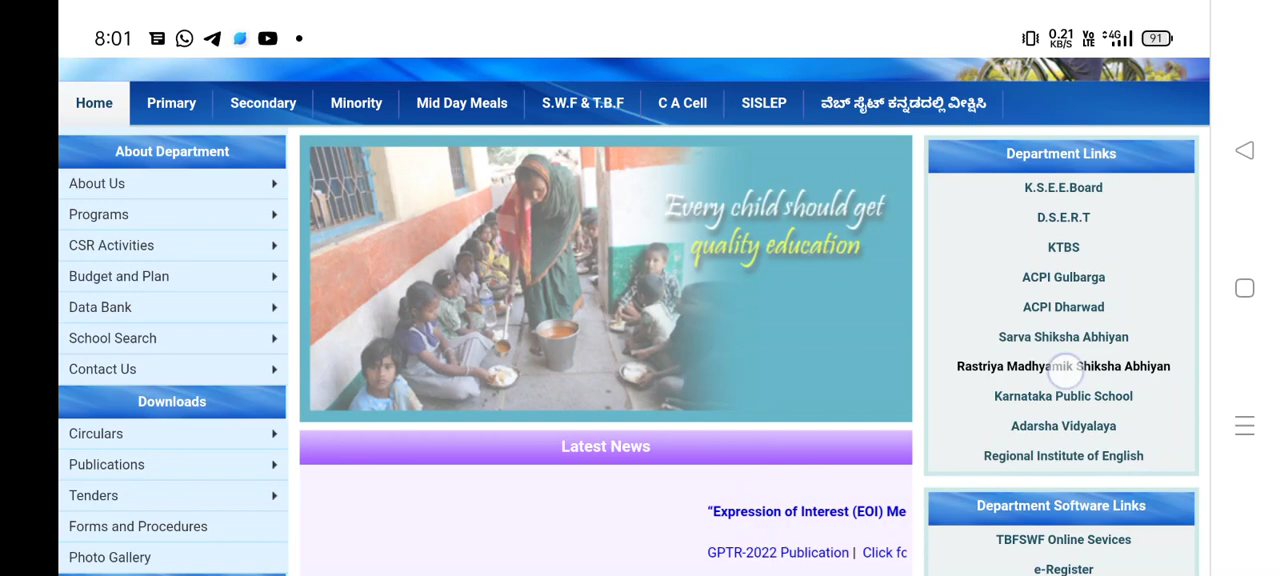 8:01
0.21 KB/S
Vo LTE
4G
91
Home Primary Secondary Minority Mid Day Meals S.W.F & T.B.F C A Cell SISLEP ವೆಬ್ ಸೈಟ್ ಕನ್ನಡದಲ್ಲಿ ವೀಕ್ಷಿಸಿ
About Department
About Us
Programs
CSR Activities
Budget and Plan
Data Bank
School Search
Contact Us
Downloads
Circulars
Publications
Tenders
Forms and Procedures
Photo Gallery
Every child should get
quality education
Latest News
“Expression of Interest (EOI) Me
GPTR-2022 Publication | Click fo
Department Links
K.S.E.E.Board
D.S.E.R.T
KTBS
ACPI Gulbarga
ACPI Dharwad
Sarva Shiksha Abhiyan
Rastriya Madhyamik Shiksha Abhiyan
Karnataka Public School
Adarsha Vidyalaya
Regional Institute of English
Department Software Links
TBFSWF Online Sevices
e-Register